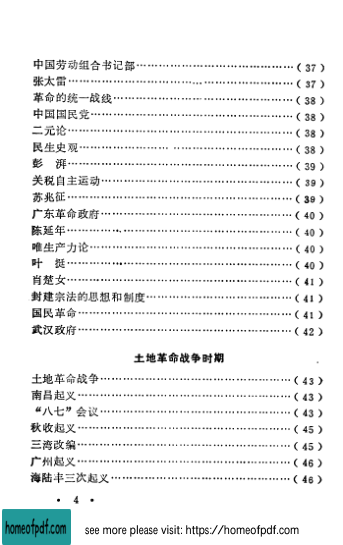 中国劳动组合书记部……………………………………(37)
张太雷……………………………………………………(37)
革命的统一战线…………………………………………(38)
中国国民党………………………………………………(38)
二元论……………………………………………………(38)
民生史观…………………………………………………(38)
彭　湃……………………………………………………(39)
关税自主运动……………………………………………(39)
苏兆征……………………………………………………(39)
广东革命政府……………………………………………(40)
陈延年……………………………………………………(40)
唯生产力论………………………………………………(40)
叶　挺……………………………………………………(40)
肖楚女……………………………………………………(41)
封建宗法的思想和制度…………………………………(41)
国民革命…………………………………………………(41)
武汉政府…………………………………………………(42)
土地革命战争时期
土地革命战争……………………………………………(43)
南昌起义…………………………………………………(43)
“八七”会议……………………………………………(43)
秋收起义…………………………………………………(45)
三湾改编…………………………………………………(45)
广州起义…………………………………………………(46)
海陆丰三次起义…………………………………………(46)
• 4 •
homeofpdf.com see more please visit: https://homeofpdf.com